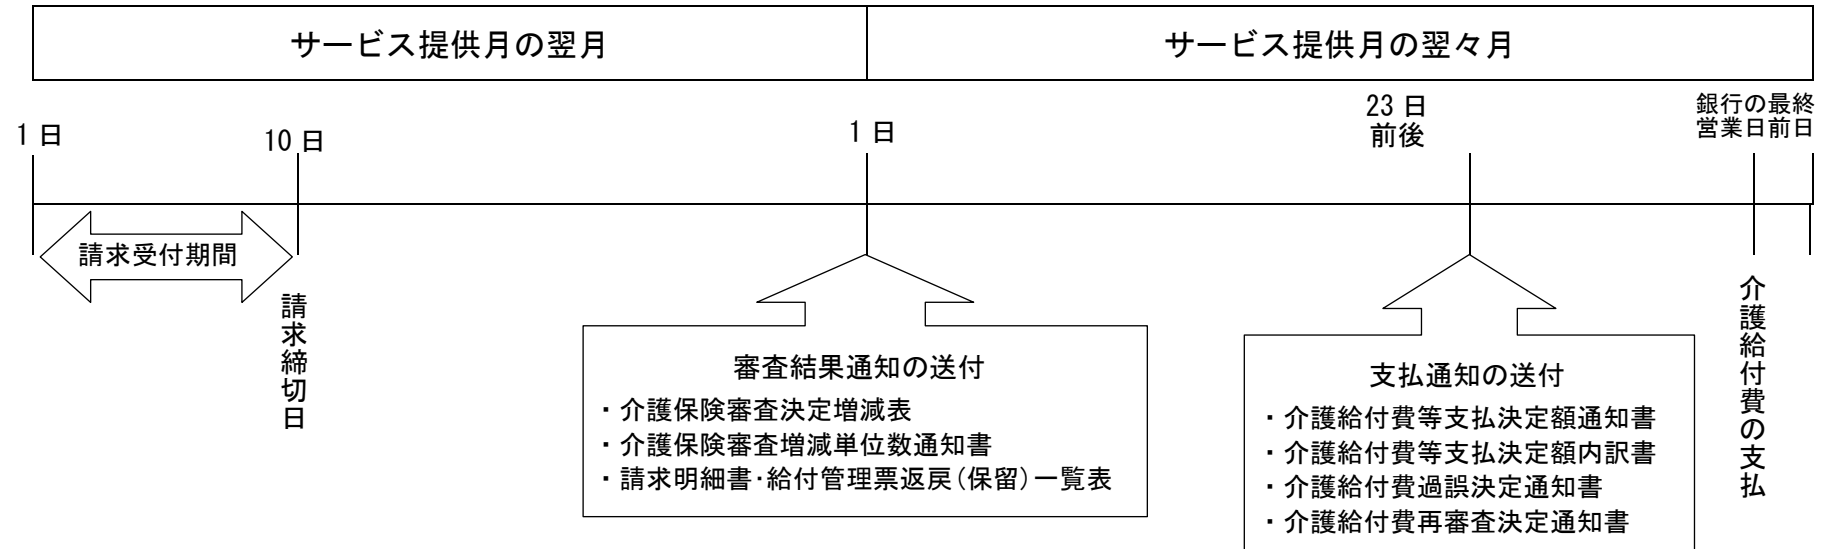 サービス提供月の翌月
サービス提供月の翌々月
1日
10日
1日
23日
前後
銀行の最終
営業日前日
請求受付期間
請求締切日
審査結果通知の送付
・介護保険審査決定増減表
・介護保険審査増減単位数通知書
・請求明細書･給付管理票返戻(保留)一覧表
支払通知の送付
・介護給付費等支払決定額通知書
・介護給付費等支払決定額内訳書
・介護給付費過誤決定通知書
・介護給付費再審査決定通知書
介護給付費の支払